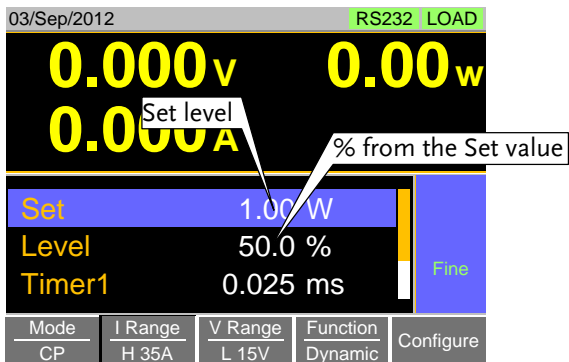 03/Sep/2012 RS232 LOAD
0.000 V 0.00 W
Set level
0.000 A
% from the Set value
Set 1.00 W
Level 50.0 %
Fine
Timer1 0.025 ms
Mode I Range V Range Function Configure
CP H 35A L 15V Dynamic